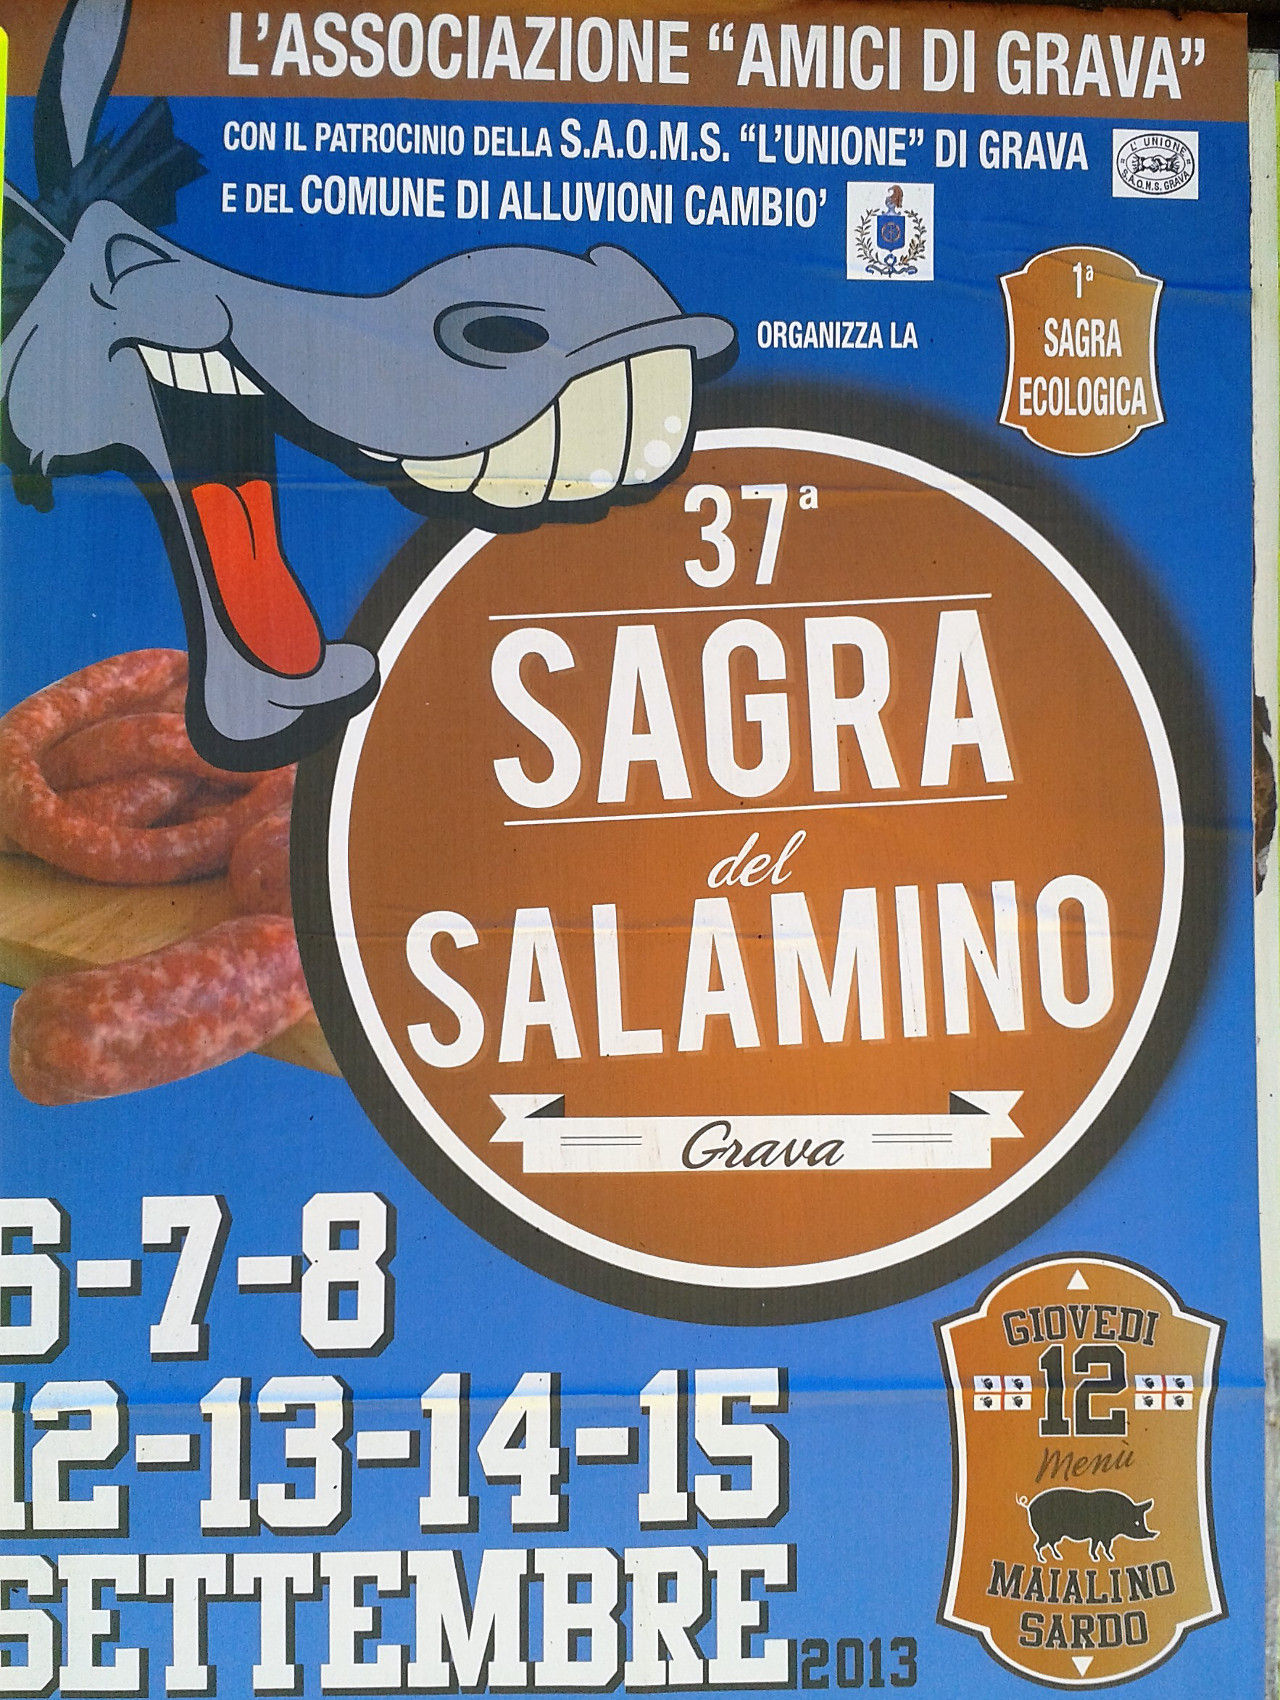 L'ASSOCIAZIONE “AMICI DI GRAVA”
CON IL PATROCINIO DELLA S.A.O.M.S. “L'UNIONE” DI GRAVA
E DEL COMUNE DI ALLUVIONI CAMBIO'
L'UNIONE
S.A.O.M.S. GRAVA
ORGANIZZA LA
1ª
SAGRA
ECOLOGICA
37ª
SAGRA
del
SALAMINO
Grava
6-7-8
12-13-14-15
SETTEMBRE 2013
GIOVEDI
12
Menù
MAIALINO
SARDO